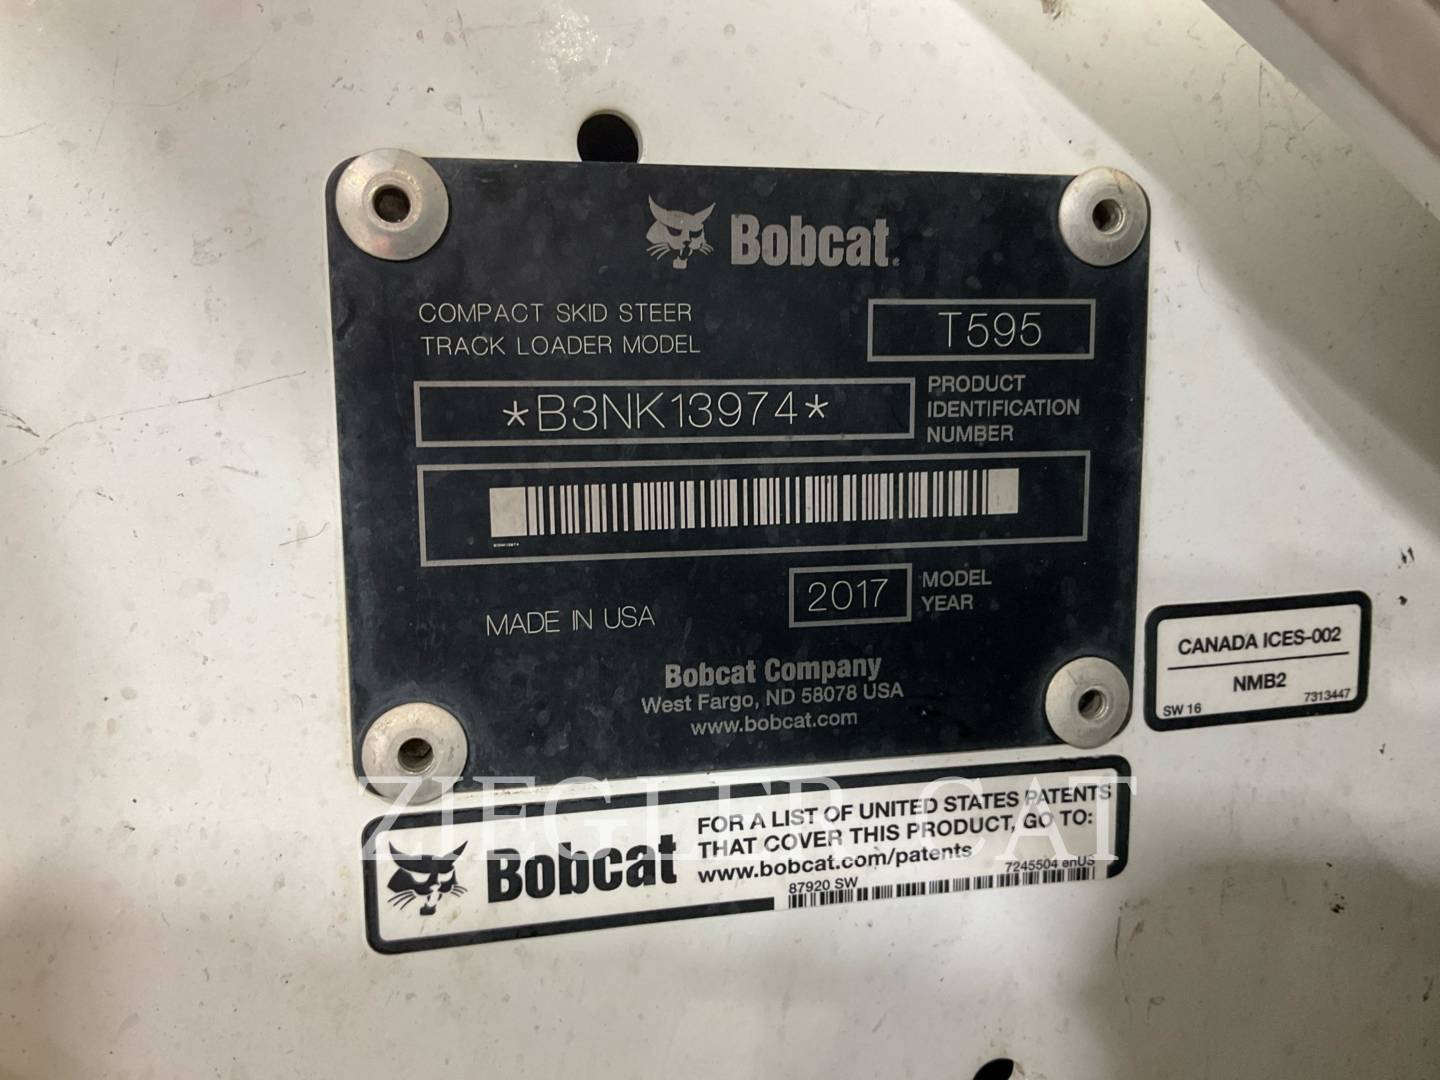 Bobcat.
COMPACT SKID STEER
TRACK LOADER MODEL
T595
*B3NK13974*
PRODUCT
IDENTIFICATION
NUMBER
B3NK13974
MADE IN USA
2017
MODEL
YEAR
Bobcat Company
West Fargo, ND 58078 USA
www.bobcat.com
CANADA ICES-002
NMB2
SW 16
7313447
ZIEGLER CAT
Bobcat
FOR A LIST OF UNITED STATES PATENTS
THAT COVER THIS PRODUCT, GO TO:
www.bobcat.com/patents
87920 SW
7245504 enUS